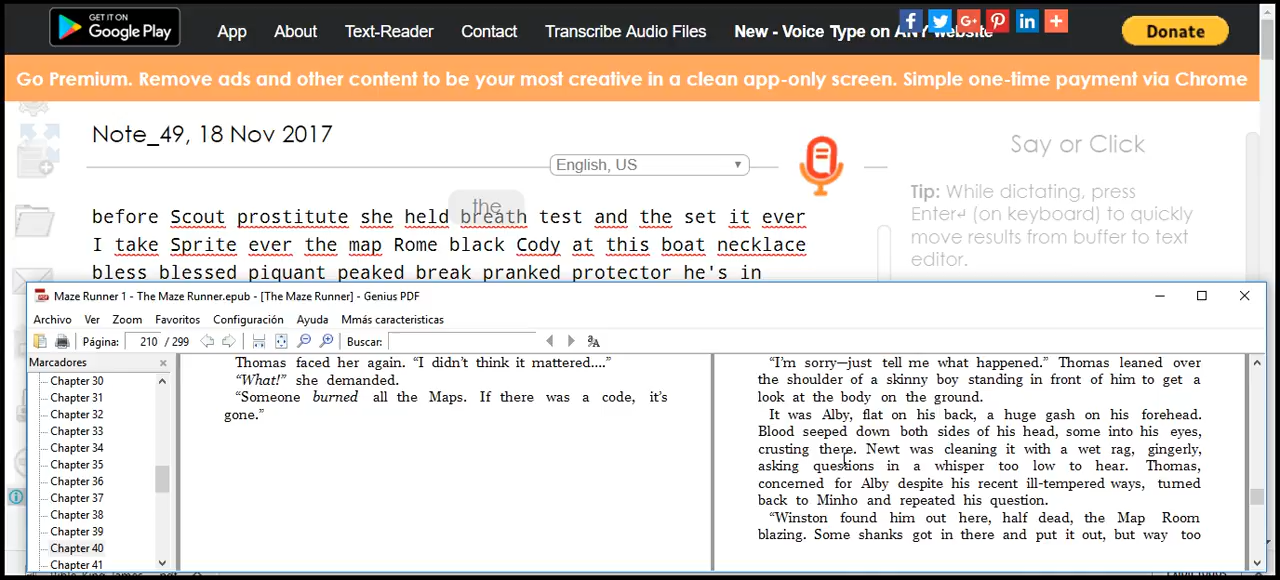 GET IT ON
Google Play
App
About
Text-Reader
Contact
Transcribe Audio Files
New - Voice Type on ANY website
Donate
Go Premium. Remove ads and other content to be your most creative in a clean app-only screen. Simple one-time payment via Chrome
Note_49, 18 Nov 2017
English, US
the
before Scout prostitute she held breath test and the set it ever
I take Sprite ever the map Rome black Cody at this boat necklace
bless blessed piquant peaked break pranked protector he's in
Say or Click
Tip: While dictating, press
Enter↵ (on keyboard) to quickly
move results from buffer to text
editor.
Maze Runner 1 - The Maze Runner.epub - [The Maze Runner] - Genius PDF
Archivo Ver Zoom Favoritos Configuración Ayuda Mmás características
Página: 210 / 299 Buscar:
Marcadores
Chapter 30
Chapter 31
Chapter 32
Chapter 33
Chapter 34
Chapter 35
Chapter 36
Chapter 37
Chapter 38
Chapter 39
Chapter 40
Chapter 41
Thomas faced her again. “I didn’t think it mattered....”
“What!” she demanded.
“Someone burned all the Maps. If there was a code, it’s
gone.”
“I’m sorry—just tell me what happened.” Thomas leaned over
the shoulder of a skinny boy standing in front of him to get a
look at the body on the ground.
It was Alby, flat on his back, a huge gash on his forehead.
Blood seeped down both sides of his head, some into his eyes,
crusting there. Newt was cleaning it with a wet rag, gingerly,
asking questions in a whisper too low to hear. Thomas,
concerned for Alby despite his recent ill-tempered ways, turned
back to Minho and repeated his question.
“Winston found him out here, half dead, the Map Room
blazing. Some shanks got in there and put it out, but way too